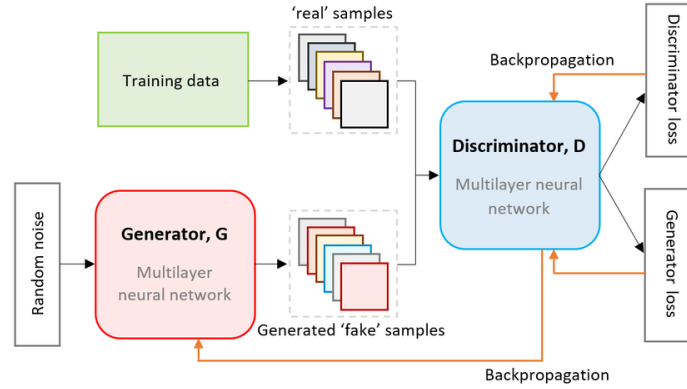 'real' samples
Training data
Backpropagation
Discriminator loss
Discriminator, D
Multilayer neural
network
Random noise
Generator, G
Multilayer
neural network
Generated 'fake' samples
Generator loss
Backpropagation